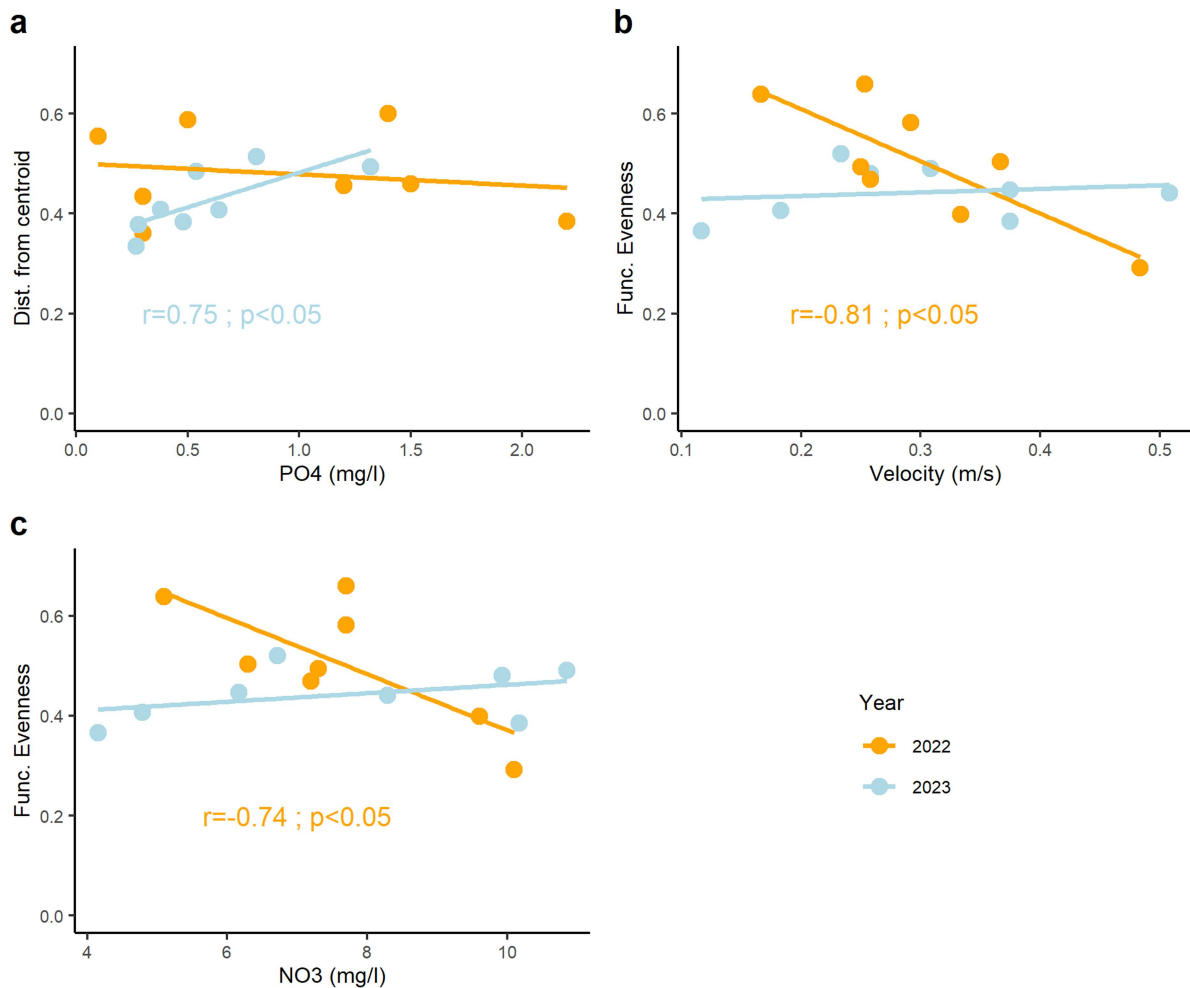 a
0.6
0.4
0.2
0.0
Dist. from centroid
r=0.75 ; p<0.05
0.0 0.5 1.0 1.5 2.0
PO4 (mg/l)
b
0.6
0.4
0.2
0.0
Func. Evenness
r=-0.81 ; p<0.05
0.1 0.2 0.3 0.4 0.5
Velocity (m/s)
c
0.6
0.4
0.2
0.0
Func. Evenness
r=-0.74 ; p<0.05
4 6 8 10
NO3 (mg/l)
Year
2022
2023